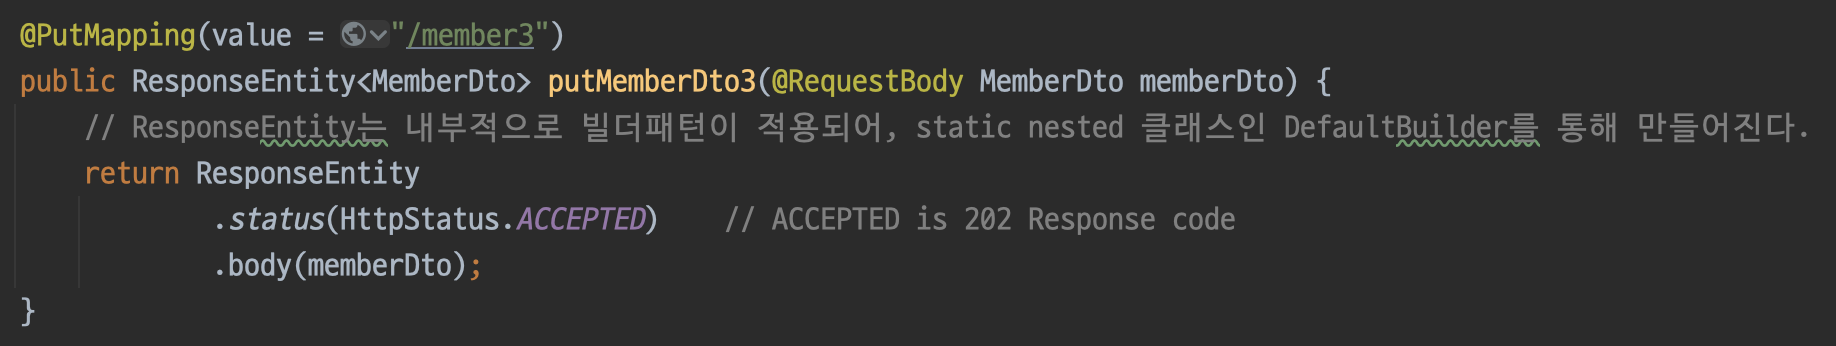 @PutMapping(value = "/member3")
public ResponseEntity<MemberDto> putMemberDto3(@RequestBody MemberDto memberDto) {
    // ResponseEntity는 내부적으로 빌더패턴이 적용되어, static nested 클래스인 DefaultBuilder를 통해 만들어진다.
    return ResponseEntity
            .status(HttpStatus.ACCEPTED)    // ACCEPTED is 202 Response code
            .body(memberDto);
}